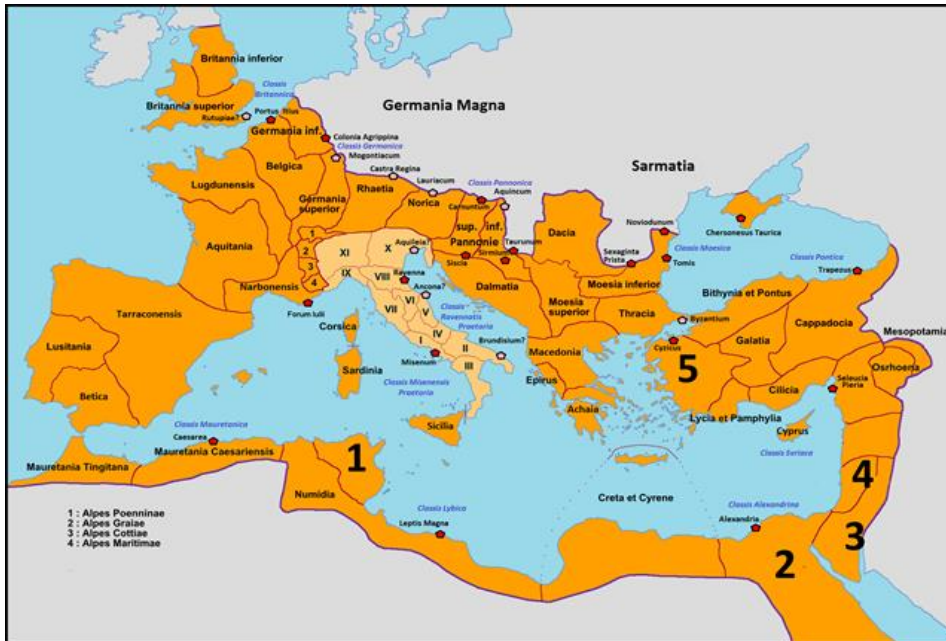 Britannia inferior
Classis
Britannica
Britannia superior
Rutupiae?
Portus Itius
Germania Magna
Germania inf.
Colonia Agrippina
Classis Germanica
Mogontiacum
Belgica
Sarmatia
Castra Regina
Lauriacum
Classis Pannonica
Aquincum
Carnuntum
Lugdunensis
Germania
superior
Rhaetia
Norica
sup.
inf.
Pannonie
Dacia
Noviodunum
Chersonesus Taurica
Aquitania
1
2
3
4
XI
X
Aquileia?
Siscia
Sirmium
Taurunum
Sexaginta
Prista
Classis Moesica
Tomis
Classis Pontica
Trapezus
IX
VIII
Ravenna
Ancona?
Dalmatia
Moesia
superior
Moesia inferior
Narbonensis
Forum Iulii
VI
V
VII
IV
I
II
III
Classis
Ravennatis
Praetoria
Thracia
Byzantium
Bithynia et Pontus
Tarraconensis
Corsica
Lusitania
Betica
Sardinia
Misenum
Brundisium?
Classis Misenensis
Praetoria
Macedonia
Epirus
Achaia
Cyzicus
5
Galatia
Cappadocia
Mesopotamia
Osrhoena
Seleucia
Pieria
Cilicia
Lycia et Pamphylia
Cyprus
Classis Seriaca
Sicilia
Classis Mauretanica
Caesarea
Mauretania Tingitana
Mauretania Caesariensis
1
Numidia
Creta et Cyrene
4
Classis Lybica
Leptis Magna
Classis Alexandrina
Alexandria
2
3
1 : Alpes Poenninae
2 : Alpes Graiae
3 : Alpes Cottiae
4 : Alpes Maritimae